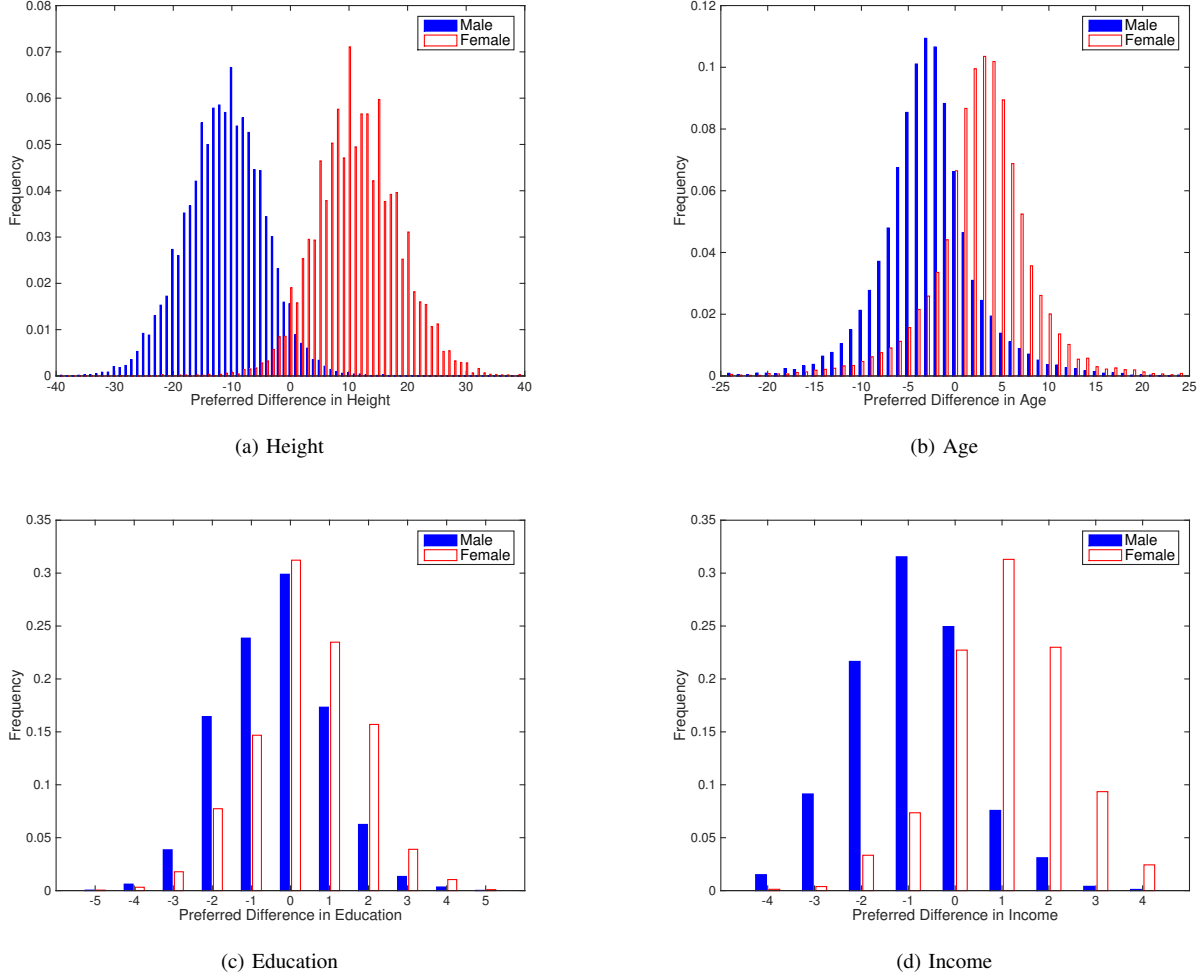 0.08
0.07
0.06
0.05
0.04
0.03
0.02
0.01
0
Frequency
-40 -30 -20 -10 0 10 20 30 40
Preferred Difference in Height
Male
Female
(a) Height
0.12
0.1
0.08
0.06
0.04
0.02
0
Frequency
-25 -20 -15 -10 -5 0 5 10 15 20 25
Preferred Difference in Age
Male
Female
(b) Age
0.35
0.3
0.25
0.2
0.15
0.1
0.05
0
Frequency
-5 -4 -3 -2 -1 0 1 2 3 4 5
Preferred Difference in Education
Male
Female
(c) Education
0.35
0.3
0.25
0.2
0.15
0.1
0.05
0
Frequency
-4 -3 -2 -1 0 1 2 3 4
Preferred Difference in Income
Male
Female
(d) Income